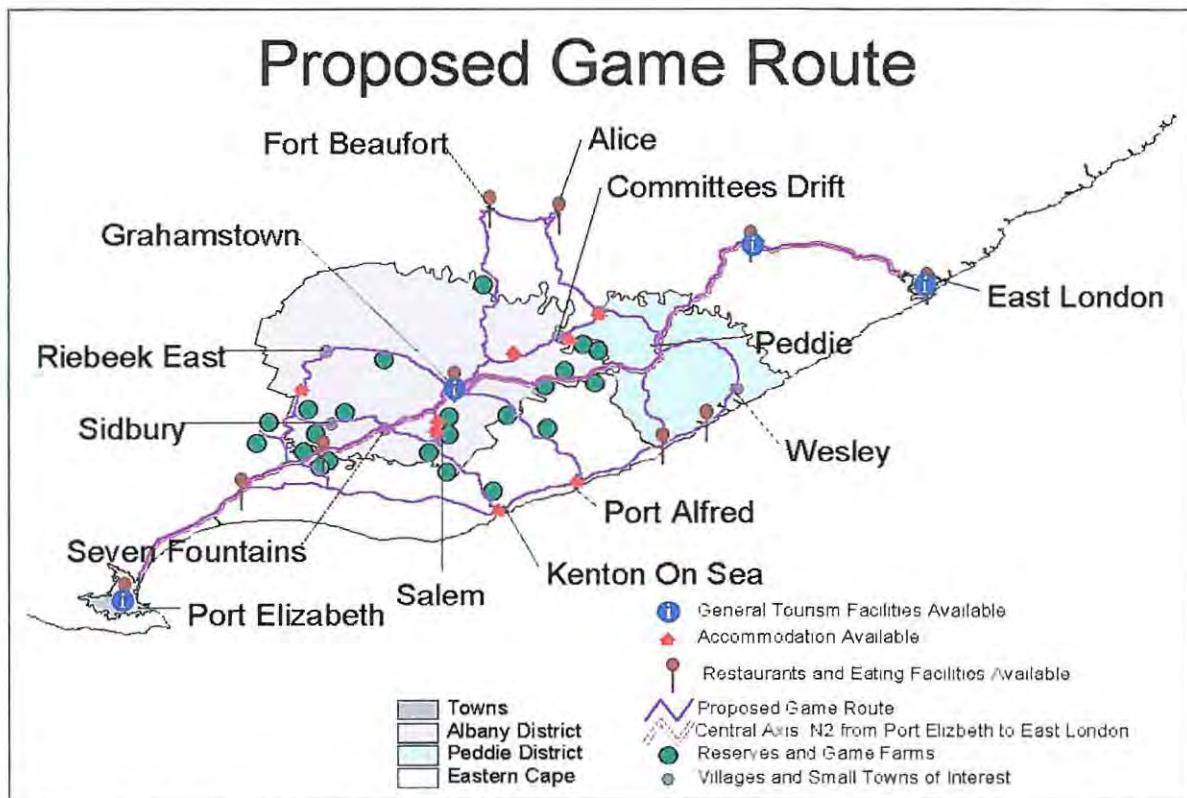 Proposed Game Route
Fort Beaufort
Alice
Committees Drift
Grahamstown
East London
Riebeek East
Peddie
Sidbury
Wesley
Port Alfred
Seven Fountains
Kenton On Sea
Salem
Port Elizabeth
General Tourism Facilities Available
Accommodation Available
Restaurants and Eating Facilities Available
Proposed Game Route
Central Axis N2 from Port Elizbeth to East London
Reserves and Game Farms
Villages and Small Towns of Interest
Towns
Albany District
Peddie District
Eastern Cape